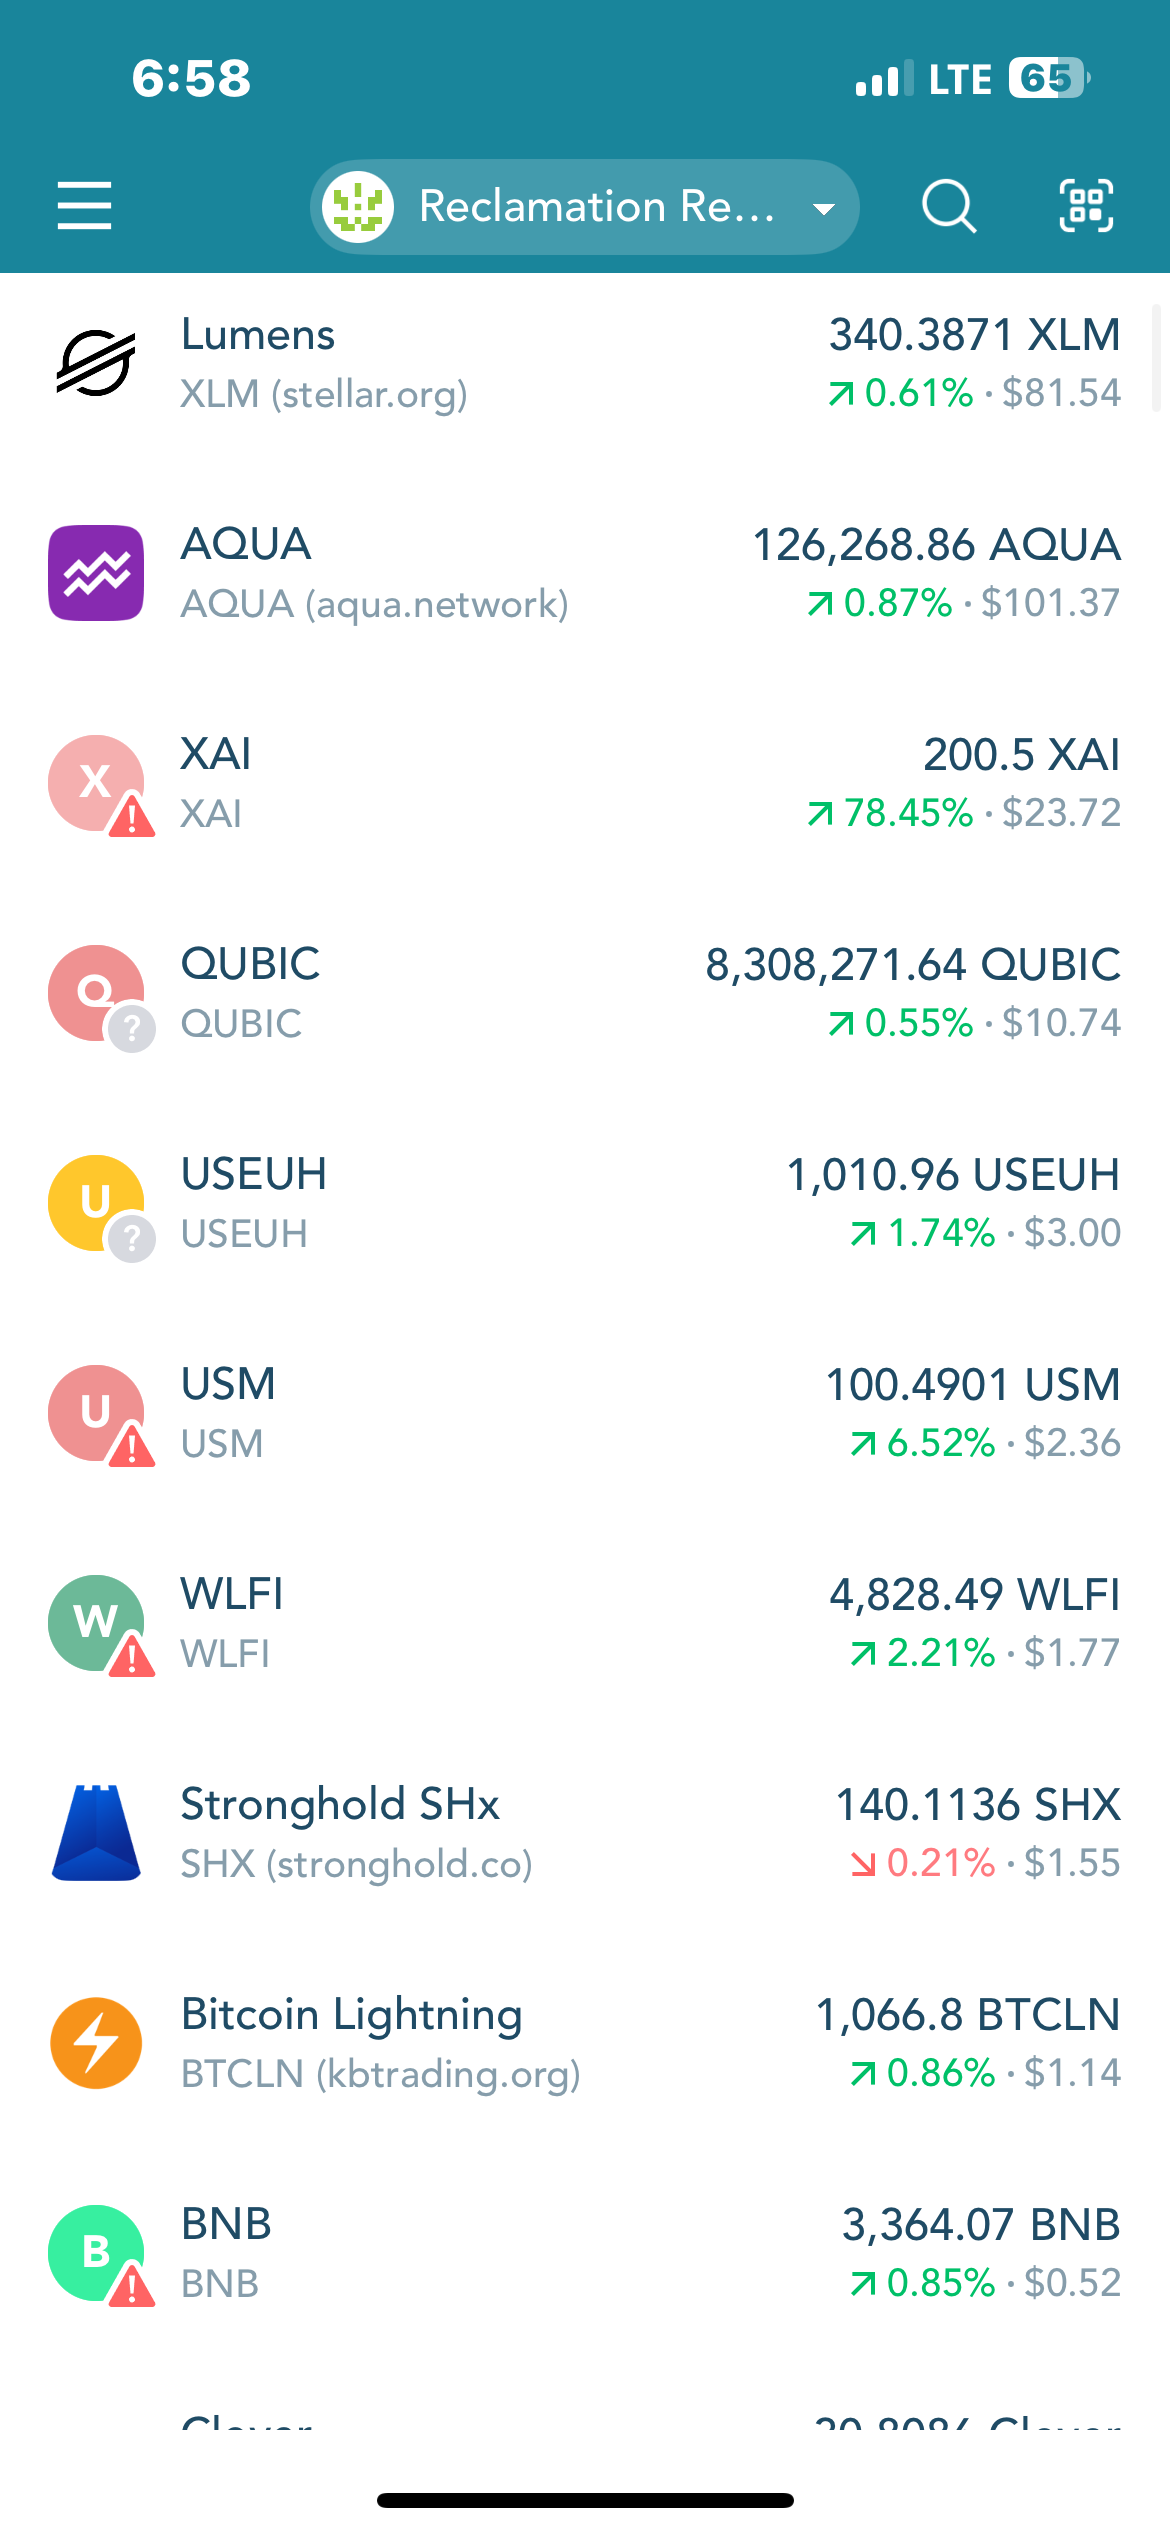 6:58
LTE 65
Reclamation Re...
Lumens 340.3871 XLM
XLM (stellar.org) 0.61% · $81.54
AQUA 126,268.86 AQUA
AQUA (aqua.network) 0.87% · $101.37
X
XAI 200.5 XAI
XAI 78.45% · $23.72
Q
?
QUBIC 8,308,271.64 QUBIC
QUBIC 0.55% · $10.74
U
?
USEUH 1,010.96 USEUH
USEUH 1.74% · $3.00
U
USM 100.4901 USM
USM 6.52% · $2.36
W
WLFI 4,828.49 WLFI
WLFI 2.21% · $1.77
Stronghold SHx 140.1136 SHX
SHX (stronghold.co) 0.21% · $1.55
Bitcoin Lightning 1,066.8 BTCLN
BTCLN (kbtrading.org) 0.86% · $1.14
B
BNB 3,364.07 BNB
BNB 0.85% · $0.52
Clover Clover